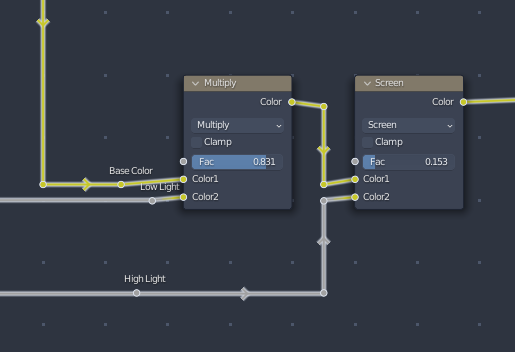 Multiply
Screen
Color
Color
Multiply
Screen
Clamp
Clamp
Fac 0.831
Fac 0.153
Base Color
Color1
Color1
Low Light
Color2
Color2
High Light